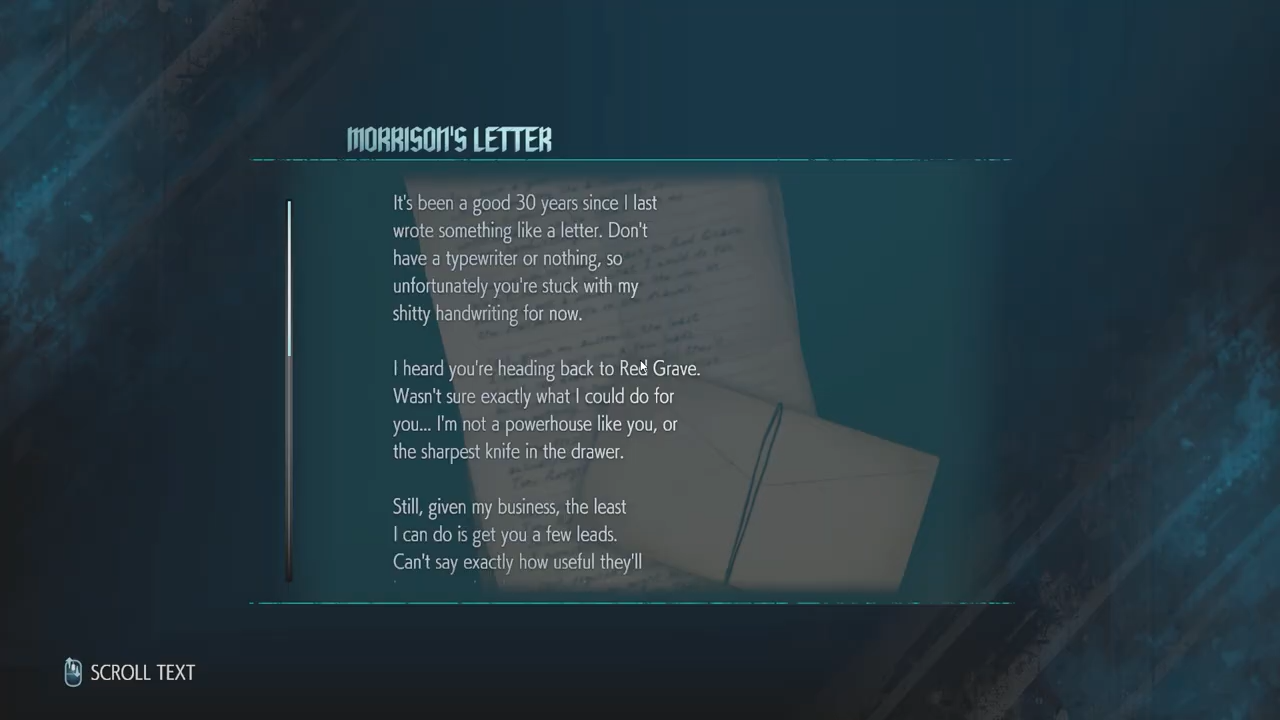 MORRISON'S LETTER
It's been a good 30 years since I last
wrote something like a letter. Don't
have a typewriter or nothing, so
unfortunately you're stuck with my
shitty handwriting for now.
I heard you're heading back to Red Grave.
Wasn't sure exactly what I could do for
you... I'm not a powerhouse like you, or
the sharpest knife in the drawer.
Still, given my business, the least
I can do is get you a few leads.
Can't say exactly how useful they'll
SCROLL TEXT